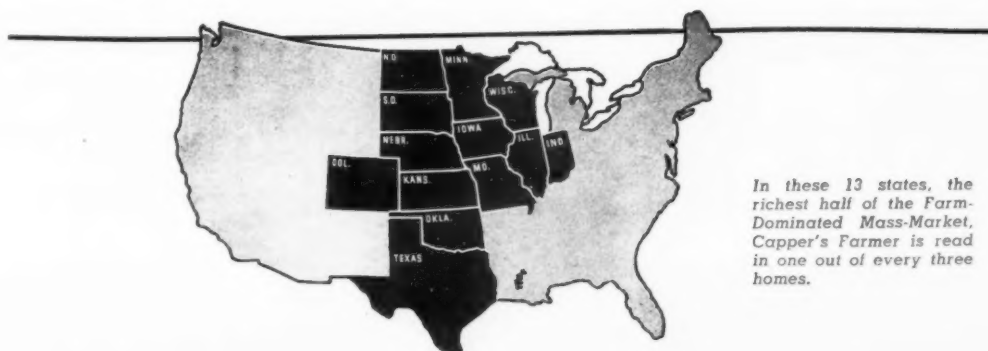 N.D.
MINN.
S.D.
WISC.
NEBR.
IOWA
ILL.
IND.
COL.
KANS.
MO.
OKLA.
TEXAS
In these 13 states, the
richest half of the Farm-
Dominated Mass-Market,
Capper's Farmer is read
in one out of every three
homes.